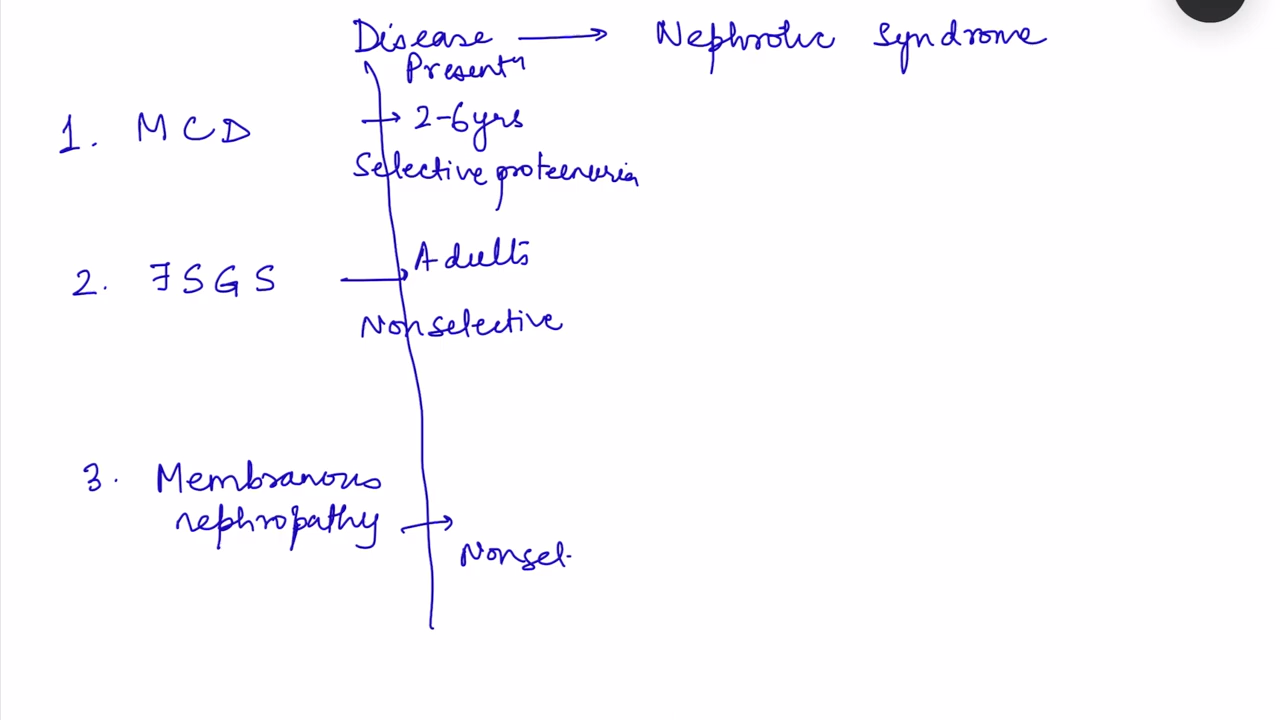 Disease → Nephrotic Syndrome
Presentⁿ
1. MCD → 2-6yrs
Selective proteenuria
2. FSGS → Adults
Nonselective
3. Membranous
nephropathy →
Nonsel.